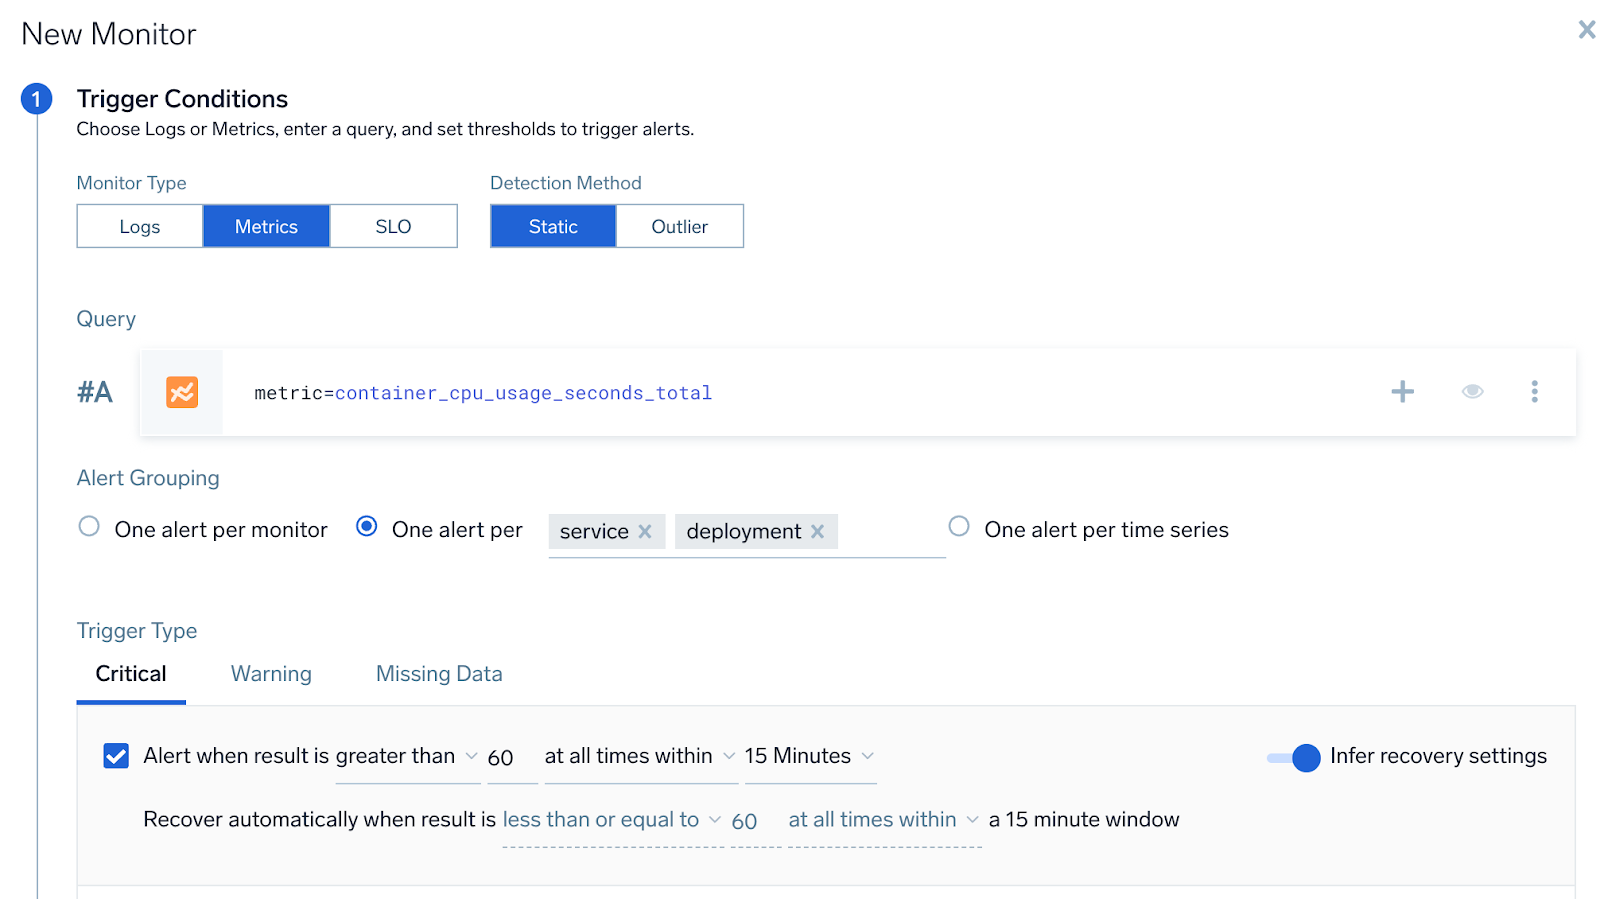 New Monitor
1 Trigger Conditions
Choose Logs or Metrics, enter a query, and set thresholds to trigger alerts.
Monitor Type Detection Method
Logs Metrics SLO Static Outlier
Query
#A metric=container_cpu_usage_seconds_total
Alert Grouping
One alert per monitor One alert per service deployment One alert per time series
Trigger Type
Critical Warning Missing Data
Alert when result is greater than 60 at all times within 15 Minutes Infer recovery settings
Recover automatically when result is less than or equal to 60 at all times within a 15 minute window